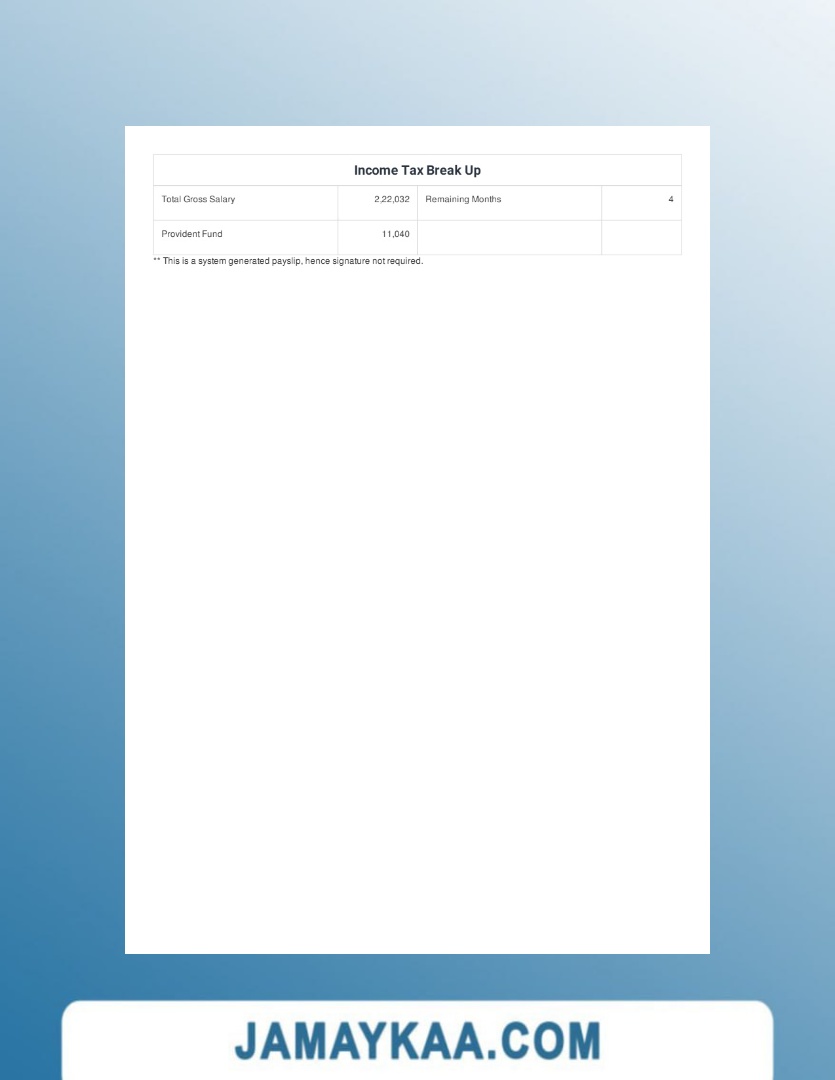 Income Tax Break Up
Total Gross Salary 2,22,032 Remaining Months 4
Provident Fund 11,040
** This is a system generated payslip, hence signature not required.
JAMAYKAA.COM